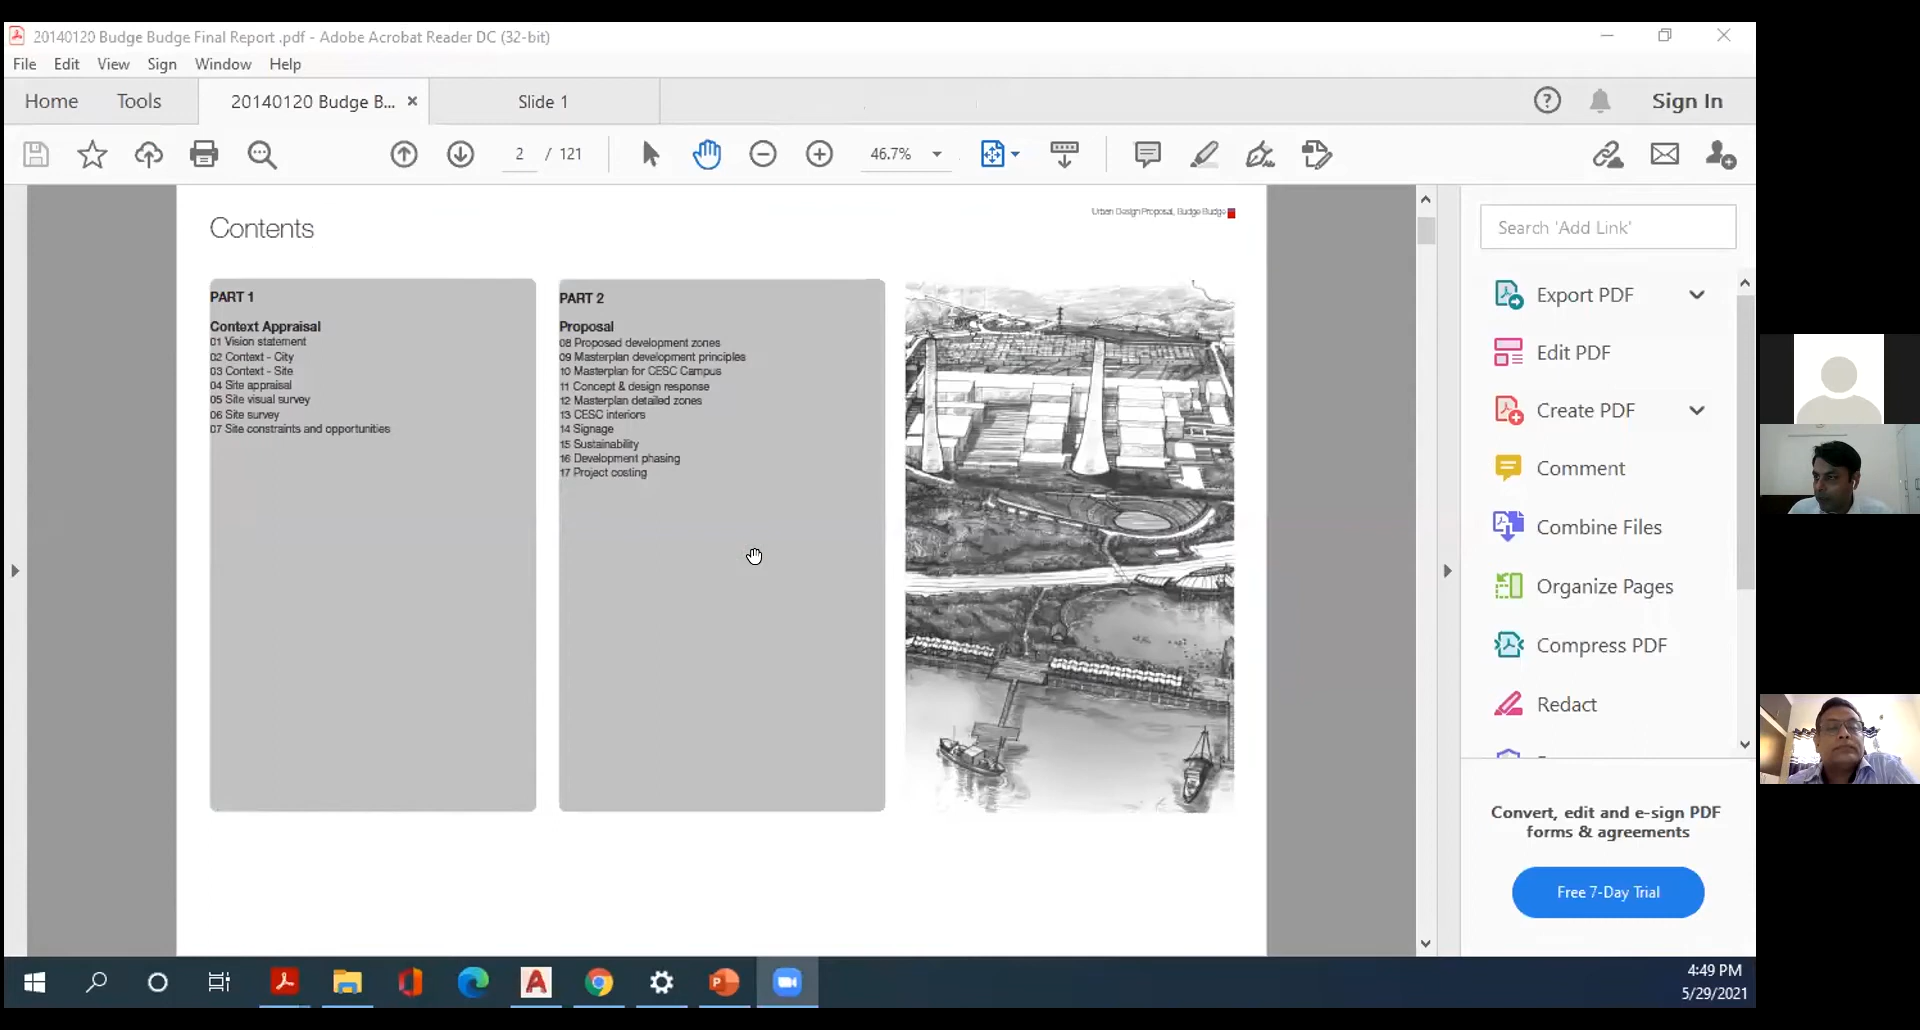 20140120 Budge Budge Final Report .pdf - Adobe Acrobat Reader DC (32-bit)
File Edit View Sign Window Help
Home Tools 20140120 Budge B... × Slide 1 Sign In
2 / 121 46.7%
Urban Design Proposal, Budge Budge
Contents
PART 1
Context Appraisal
01 Vision statement
02 Context - City
03 Context - Site
04 Site appraisal
05 Site visual survey
06 Site survey
07 Site constraints and opportunities
PART 2
Proposal
08 Proposed development zones
09 Masterplan development principles
10 Masterplan for CESC Campus
11 Concept & design response
12 Masterplan detailed zones
13 CESC interiors
14 Signage
15 Sustainability
16 Development phasing
17 Project costing
Search 'Add Link'
Export PDF
Edit PDF
Create PDF
Comment
Combine Files
Organize Pages
Compress PDF
Redact
Convert, edit and e-sign PDF
forms & agreements
Free 7-Day Trial
4:49 PM
5/29/2021